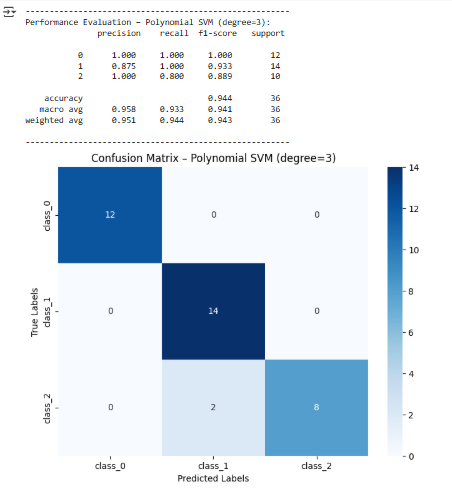 --------------------------------------------------
Performance Evaluation – Polynomial SVM (degree=3):
precision recall f1-score support
0 1.000 1.000 1.000 12
1 0.875 1.000 0.933 14
2 1.000 0.800 0.889 10
accuracy 0.944 36
macro avg 0.958 0.933 0.941 36
weighted avg 0.951 0.944 0.943 36
--------------------------------------------------
Confusion Matrix – Polynomial SVM (degree=3)
True Labels
class_0
12 0 0
class_1
0 14 0
class_2
0 2 8
class_0 class_1 class_2
Predicted Labels
14
12
10
8
6
4
2
0